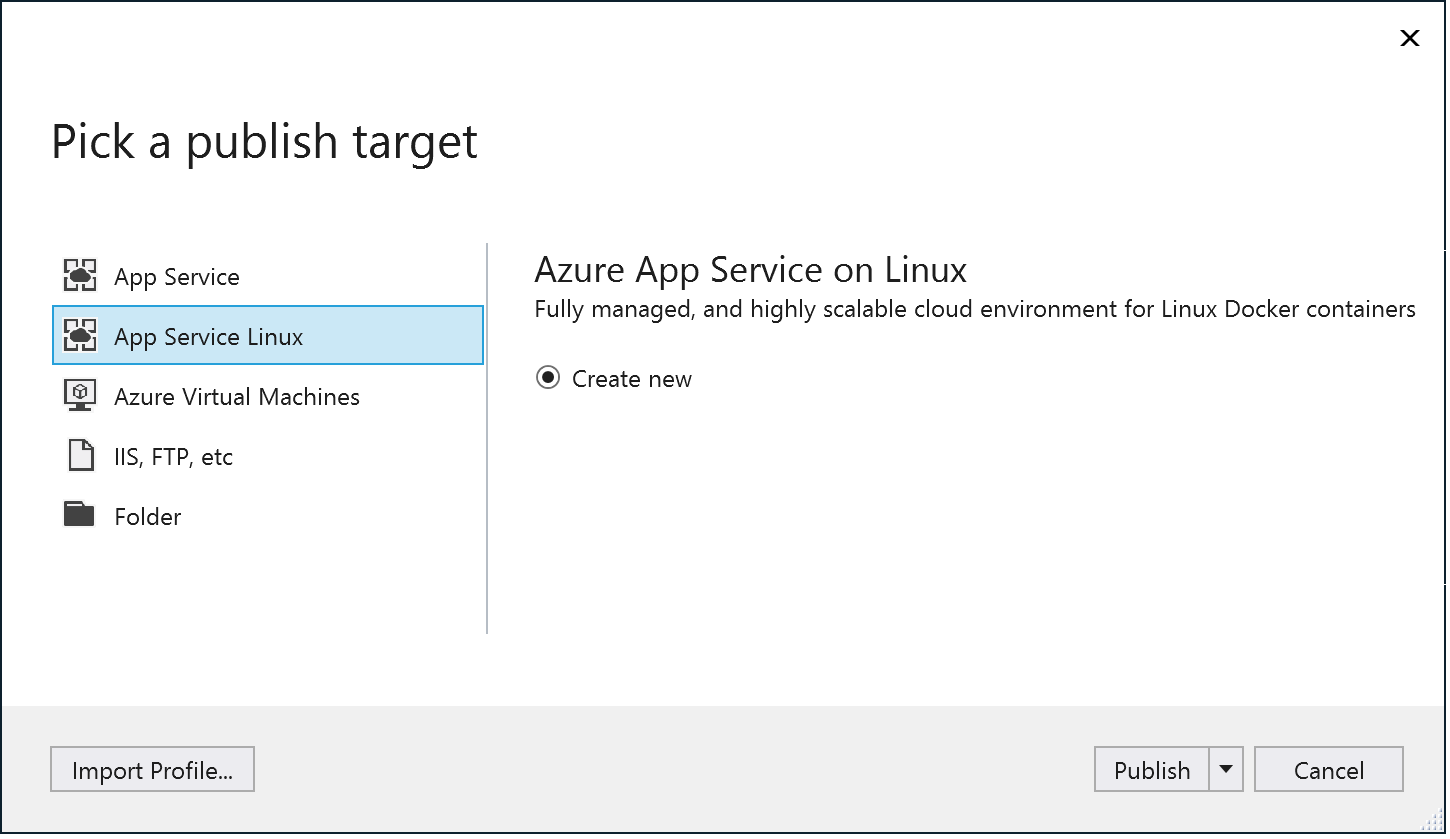 Pick a publish target
App Service
App Service Linux
Azure Virtual Machines
IIS, FTP, etc
Folder
Azure App Service on Linux
Fully managed, and highly scalable cloud environment for Linux Docker containers
Create new
Import Profile...
Publish
Cancel